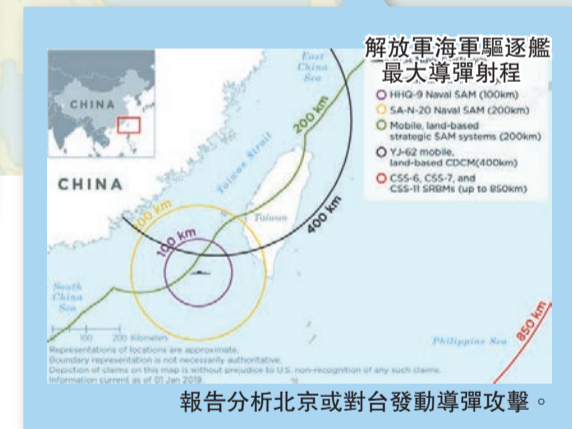 解放軍海軍驅逐艦
最大導彈射程
HHQ-9 Naval SAM (100km)
SA-N-20 Naval SAM (200km)
Mobile, land-based
strategic SAM systems (200km)
YJ-62 mobile,
land-based CDCM(400km)
CSS-6, CSS-7, and
CSS-11 SRBMs (up to 850km)
East
China
Sea
CHINA
200 km
Taiwan Strait
CHINA
Taiwan
400 km
100 km
South
China
Sea
850 km
Philippine Sea
0 100 200 Kilometers
Representations of locations are approximate.
Boundary representation is not necessarily authoritative.
Depiction of claims on this map is without prejudice to U.S. non-recognition of any such claims.
Information current as of 01 Jan 2019.
報告分析北京或對台發動導彈攻擊。